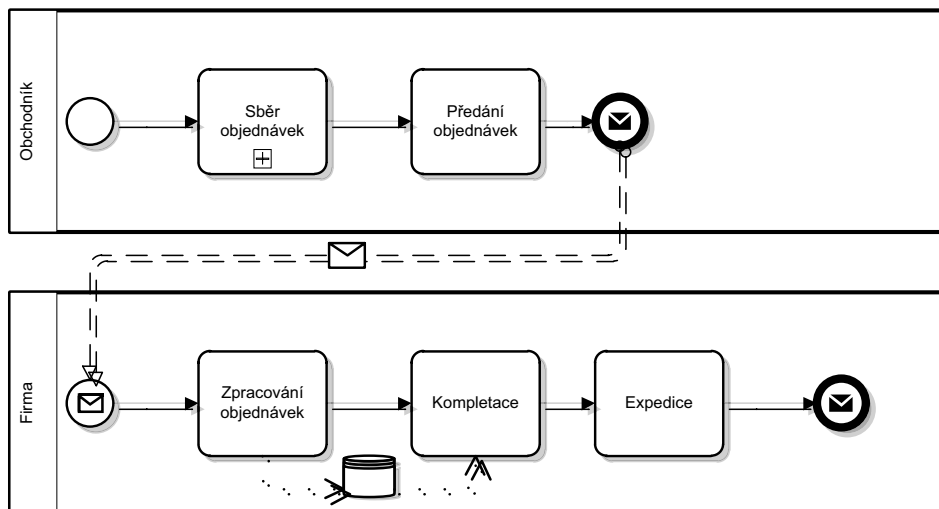 Obchodník
Sběr
objednávek
Předání
objednávek
Firma
Zpracování
objednávek
Kompletace
Expedice